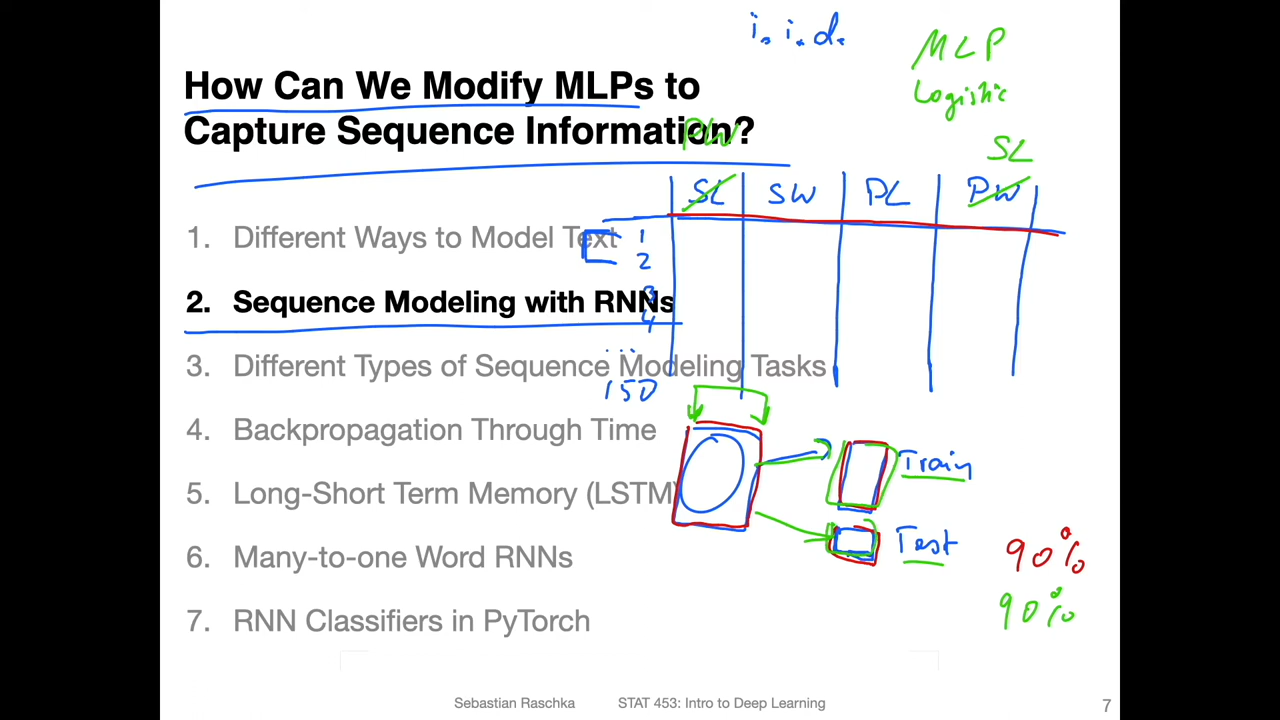 i.i.d.
MLP
Logistic
How Can We Modify MLPs to
Capture Sequence Information?
PW
SL
SL SW PL PW
1. Different Ways to Model Text
1
2
2. Sequence Modeling with RNNs
3
4
...
3. Different Types of Sequence Modeling Tasks
150
4. Backpropagation Through Time
Train
5. Long-Short Term Memory (LSTM)
Test
90%
6. Many-to-one Word RNNs
90%
7. RNN Classifiers in PyTorch
Sebastian Raschka STAT 453: Intro to Deep Learning 7